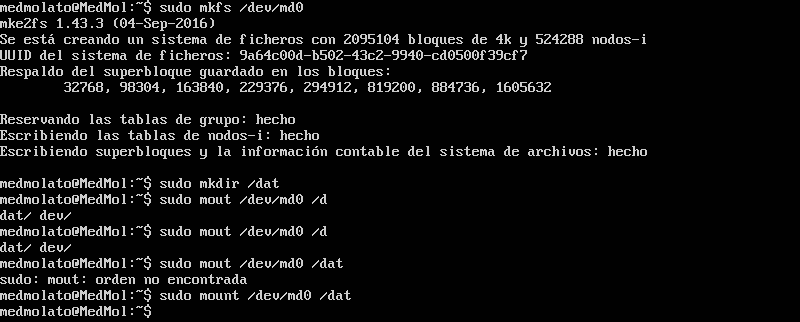 medmolato@MedMol:~$ sudo mkfs /dev/md0
mke2fs 1.43.3 (04-Sep-2016)
Se está creando un sistema de ficheros con 2095104 bloques de 4k y 524288 nodos-i
UUID del sistema de ficheros: 9a64c00d-b502-43c2-9940-cd0500f39cf7
Respaldo del superbloque guardado en los bloques:
        32768, 98304, 163840, 229376, 294912, 819200, 884736, 1605632
Reservando las tablas de grupo: hecho
Escribiendo las tablas de nodos-i: hecho
Escribiendo superbloques y la información contable del sistema de archivos: hecho
medmolato@MedMol:~$ sudo mkdir /dat
medmolato@MedMol:~$ sudo mout /dev/md0 /d
dat/ dev/
medmolato@MedMol:~$ sudo mout /dev/md0 /d
dat/ dev/
medmolato@MedMol:~$ sudo mout /dev/md0 /dat
sudo: mout: orden no encontrada
medmolato@MedMol:~$ sudo mount /dev/md0 /dat
medmolato@MedMol:~$